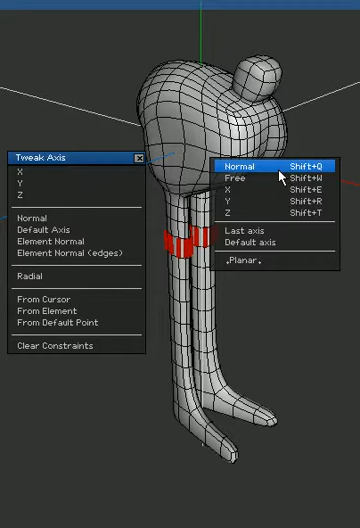 Tweak Axis
X
Y
Z
Normal
Default Axis
Element Normal
Element Normal (edges)
Radial
From Cursor
From Element
From Default Point
Clear Constraints
Normal Shift+Q
Free Shift+W
X Shift+E
Y Shift+R
Z Shift+T
Last axis
Default axis
.Planar.